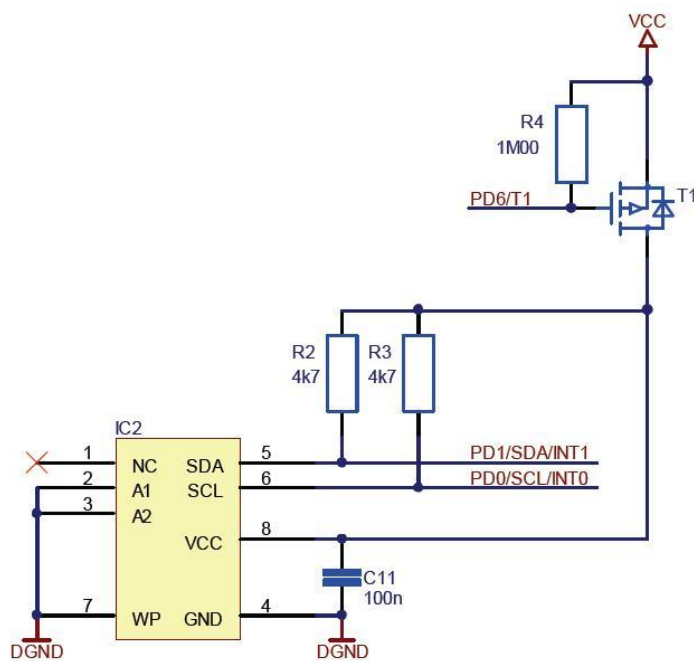 VCC
R4
1M00
PD6/T1
T1
R2
4k7
R3
4k7
IC2
1
NC
SDA
5
PD1/SDA/INT1
2
A1
SCL
6
PD0/SCL/INT0
3
A2
VCC
8
C11
100n
7
WP
GND
4
DGND
DGND